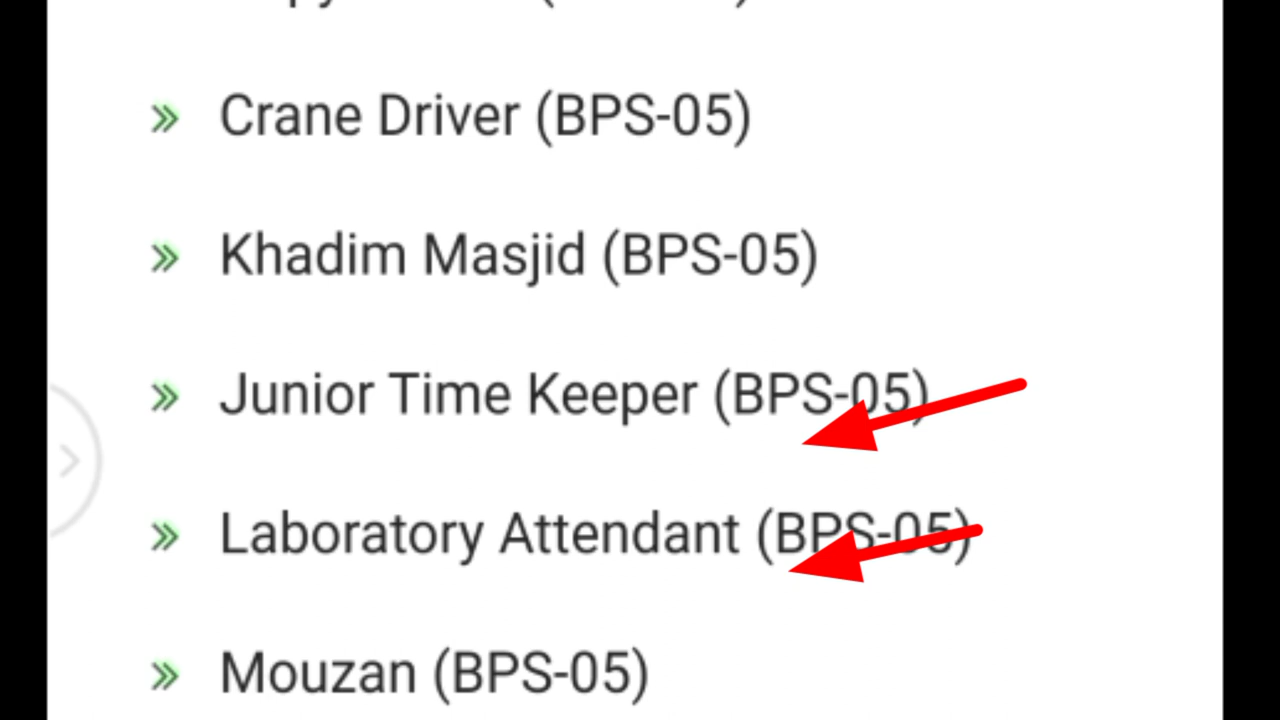 » Crane Driver (BPS-05)
» Khadim Masjid (BPS-05)
» Junior Time Keeper (BPS-05)
» Laboratory Attendant (BPS-05)
» Mouzan (BPS-05)